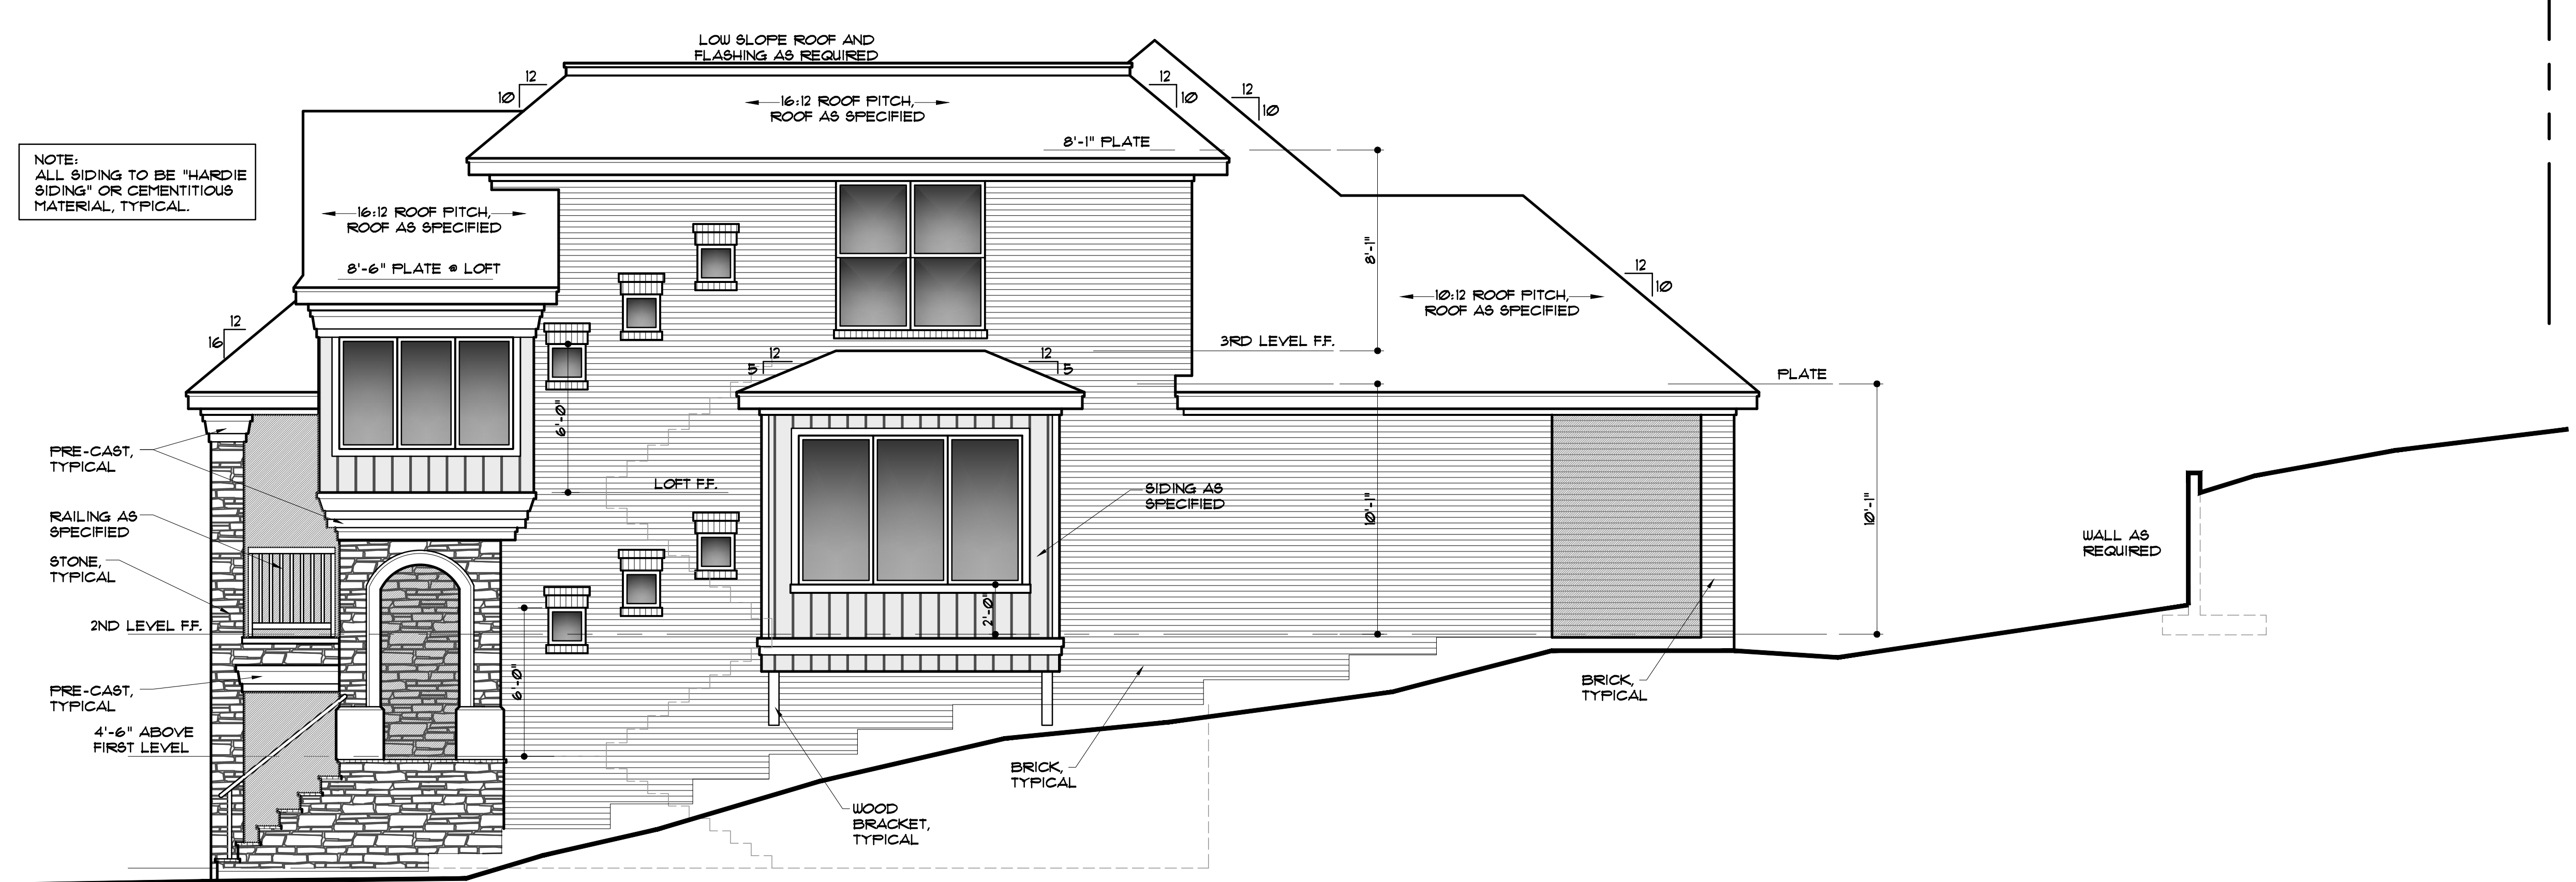 LOW SLOPE ROOF AND
FLASHING AS REQUIRED
12
10
12
10
12
10
16:12 ROOF PITCH,
ROOF AS SPECIFIED
8'-1" PLATE
NOTE:
ALL SIDING TO BE "HARDIE
SIDING" OR CEMENTITIOUS
MATERIAL, TYPICAL.
16:12 ROOF PITCH,
ROOF AS SPECIFIED
8'-6" PLATE @ LOFT
8'-1"
12
10
10:12 ROOF PITCH,
ROOF AS SPECIFIED
12
16
3RD LEVEL F.F.
12
5
12
5
PLATE
6'-0"
PRE-CAST,
TYPICAL
LOFT F.F.
SIDING AS
SPECIFIED
10'-1"
10'-1"
RAILING AS
SPECIFIED
WALL AS
REQUIRED
STONE,
TYPICAL
2'-0"
2ND LEVEL F.F.
6'-0"
PRE-CAST,
TYPICAL
BRICK,
TYPICAL
4'-6" ABOVE
FIRST LEVEL
BRICK,
TYPICAL
WOOD
BRACKET,
TYPICAL